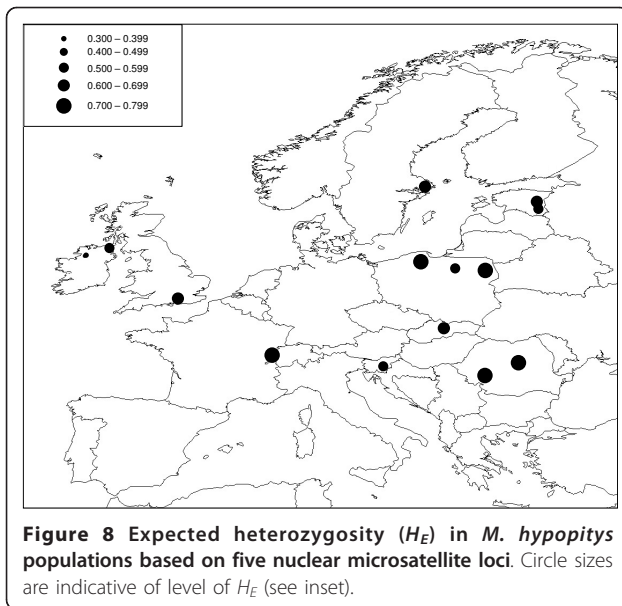 0.300 – 0.399
0.400 – 0.499
0.500 – 0.599
0.600 – 0.699
0.700 – 0.799
Figure 8 Expected heterozygosity (HE) in M. hypopitys
populations based on five nuclear microsatellite loci. Circle sizes
are indicative of level of HE (see inset).